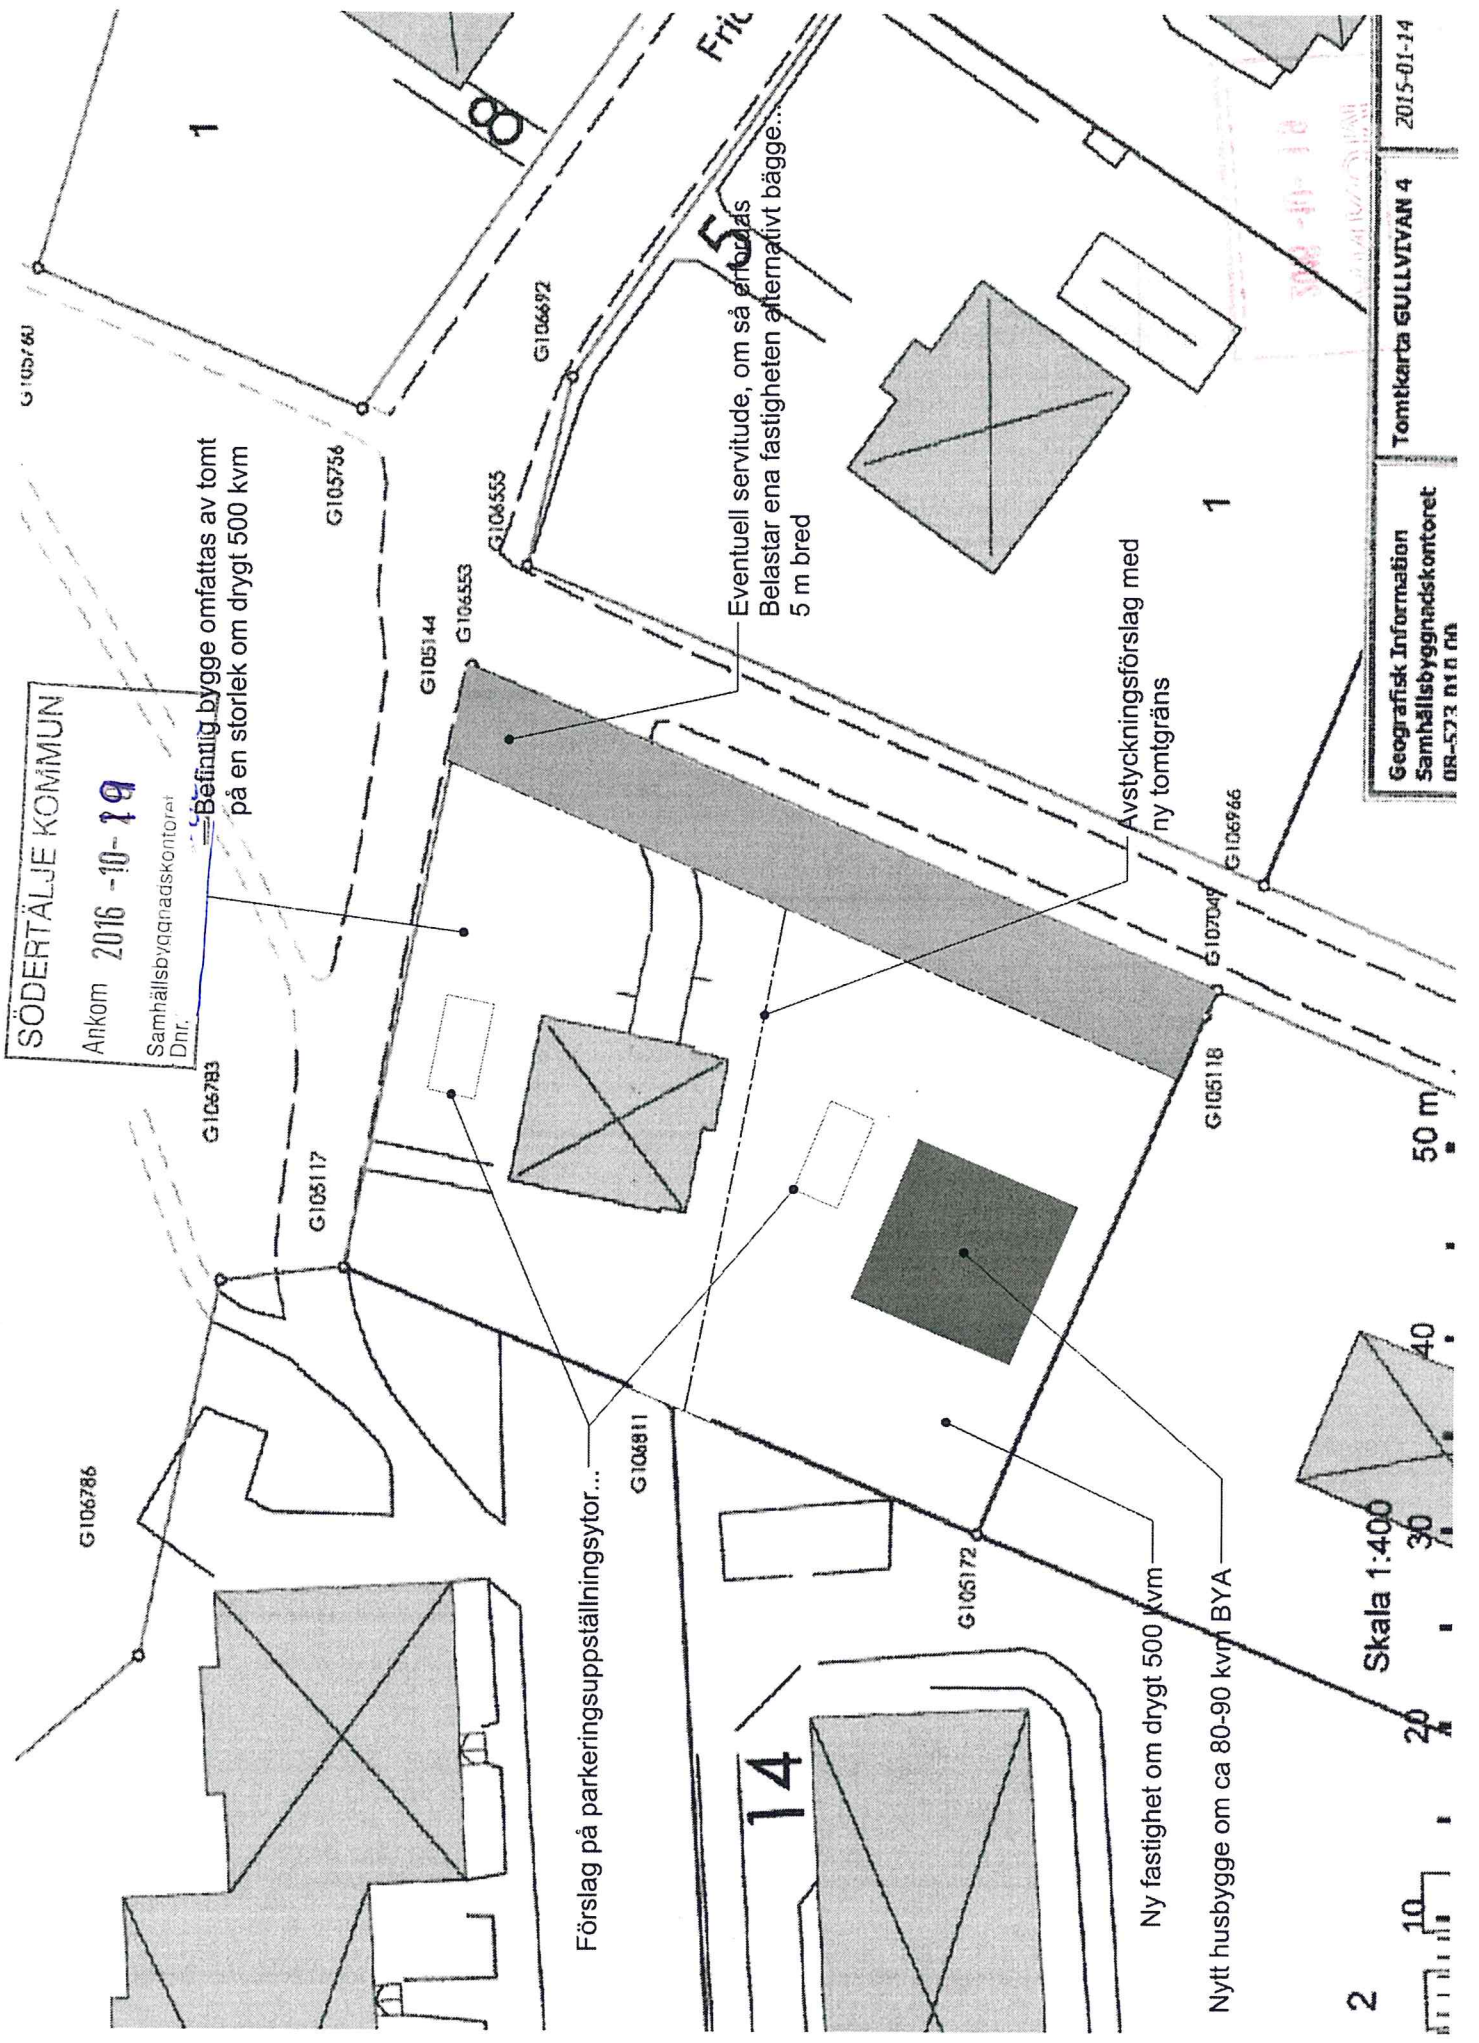 SÖDERTÄLJE KOMMUN
Ankom 2016-10-19
Samhällsbyggnadskontoret
Dnr.
Befintlig bygge omfattas av tomt
på en storlek om drygt 500 kvm
G105760
G105756
G106783
G106786
G105117
G105144
G106553
G106555
G106692
1
8
5
Eventuell servitude, om så erfordas
Belastar ena fastigheten alternativt bägge...
5 m bred
Förslag på parkeringsuppställningsytor...
G106811
Avstyckningsförslag med
ny tomtgräns
G105172
G105118
G107049
G106966
1
14
Ny fastighet om drygt 500 kvm
Nytt husbygge om ca 80-90 kvm BYA
2
Skala 1:400
10
20
30
40
50 m
Geografisk Information
Samhällsbyggnadskontoret
Tomtkarta GULLVIVAN 4
2015-01-14